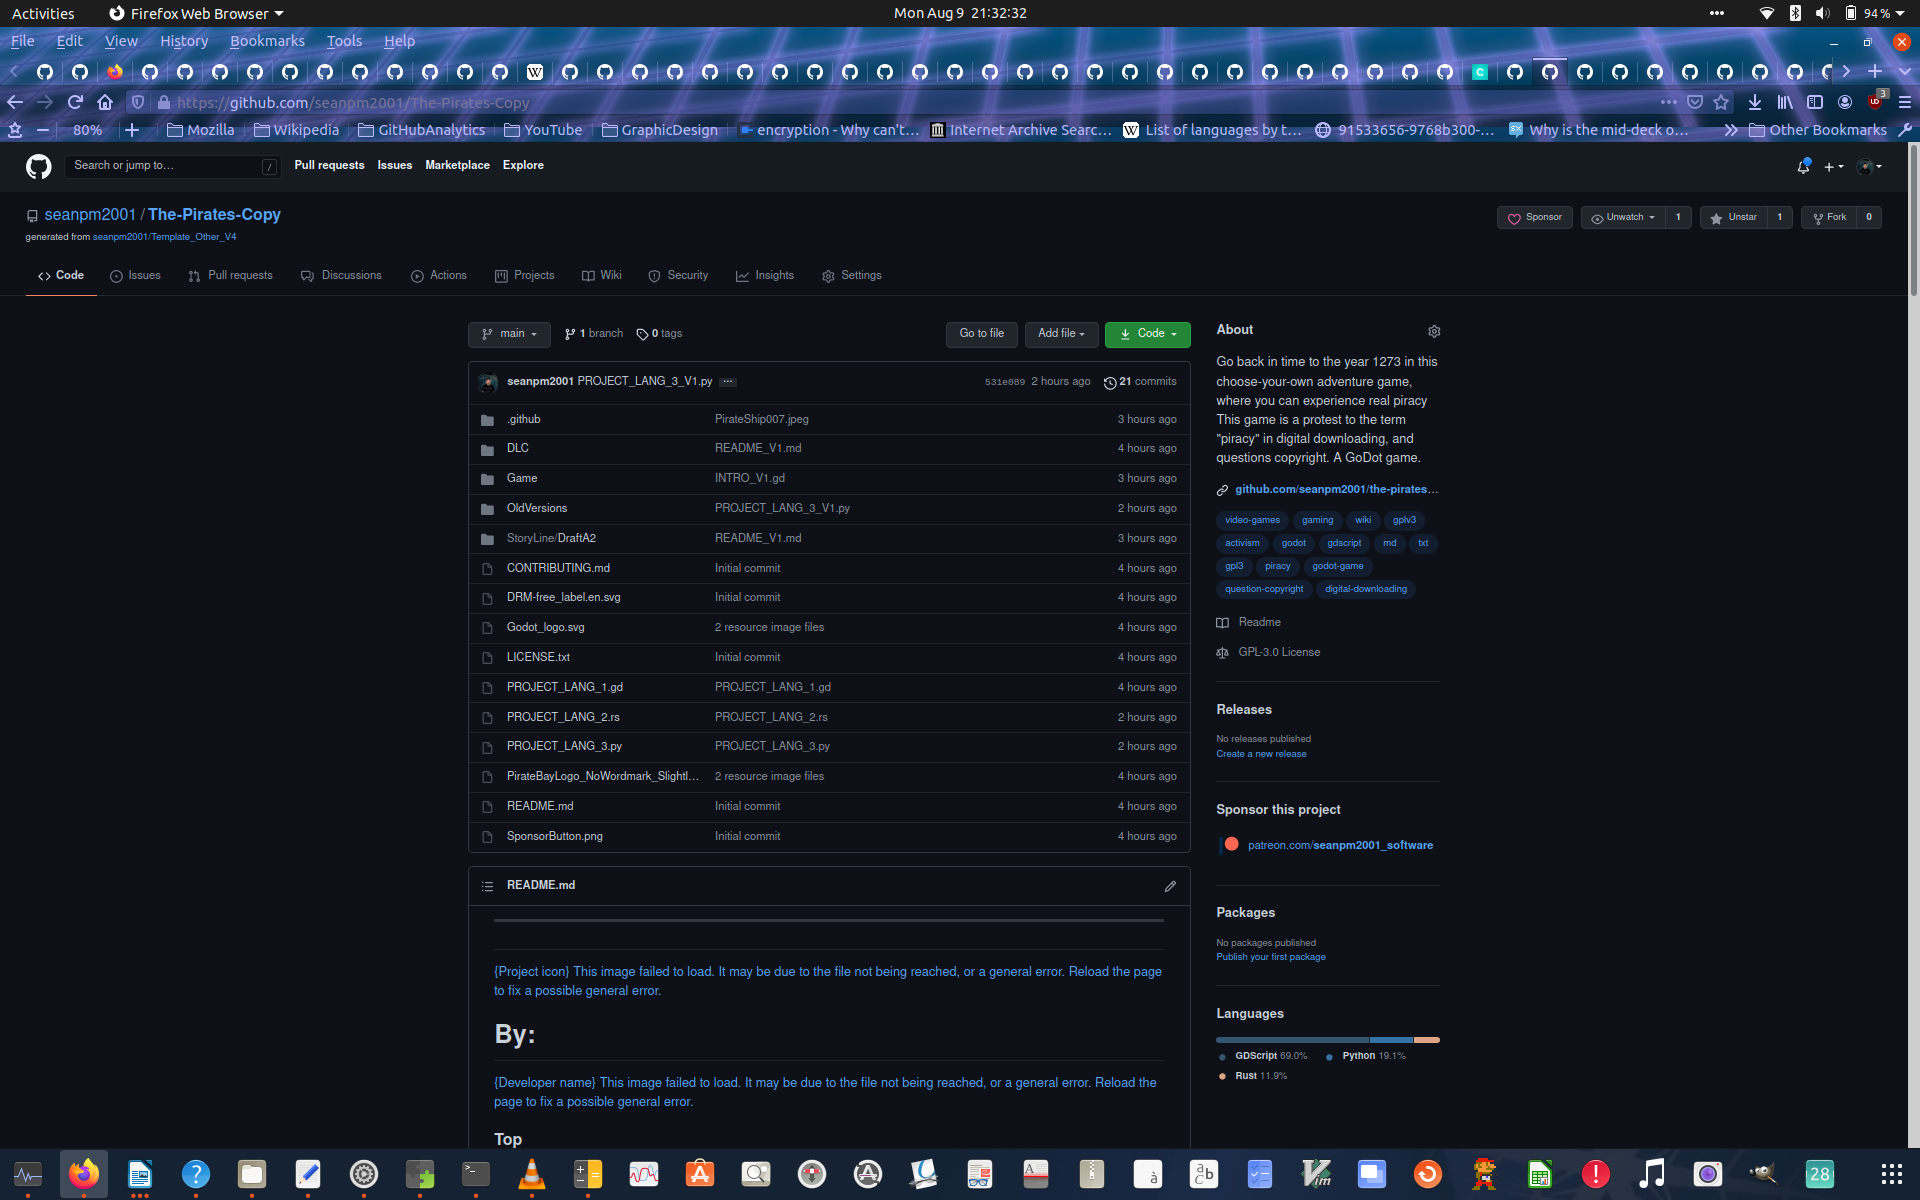 Activities
Firefox Web Browser
Mon Aug 9 21:32:32
94 %
File Edit View History Bookmarks Tools Help
https://github.com/seanpm2001/The-Pirates-Copy
3
80%
Mozilla
Wikipedia
GitHubAnalytics
YouTube
GraphicDesign
encryption - Why can't…
Internet Archive Searc…
List of languages by t…
91533656-9768b300-…
Why is the mid-deck o…
Other Bookmarks
Search or jump to…
/
Pull requests Issues Marketplace Explore
seanpm2001 / The-Pirates-Copy
generated from seanpm2001/Template_Other_V4
Sponsor
Unwatch 1
Unstar 1
Fork 0
Code
Issues
Pull requests
Discussions
Actions
Projects
Wiki
Security
Insights
Settings
main
1 branch
0 tags
Go to file
Add file
Code
seanpm2001 PROJECT_LANG_3_V1.py …
531e089 2 hours ago
21 commits
.github PirateShip007.jpeg 3 hours ago
DLC README_V1.md 4 hours ago
Game INTRO_V1.gd 3 hours ago
OldVersions PROJECT_LANG_3_V1.py 2 hours ago
StoryLine/DraftA2 README_V1.md 3 hours ago
CONTRIBUTING.md Initial commit 4 hours ago
DRM-free_label.en.svg Initial commit 4 hours ago
Godot_logo.svg 2 resource image files 4 hours ago
LICENSE.txt Initial commit 4 hours ago
PROJECT_LANG_1.gd PROJECT_LANG_1.gd 4 hours ago
PROJECT_LANG_2.rs PROJECT_LANG_2.rs 2 hours ago
PROJECT_LANG_3.py PROJECT_LANG_3.py 2 hours ago
PirateBayLogo_NoWordmark_Slightl… 2 resource image files 4 hours ago
README.md Initial commit 4 hours ago
SponsorButton.png Initial commit 4 hours ago
README.md
{Project icon} This image failed to load. It may be due to the file not being reached, or a general error. Reload the page
to fix a possible general error.
By:
{Developer name} This image failed to load. It may be due to the file not being reached, or a general error. Reload the
page to fix a possible general error.
Top
About
Go back in time to the year 1273 in this
choose-your-own adventure game,
where you can experience real piracy
This game is a protest to the term
"piracy" in digital downloading, and
questions copyright. A GoDot game.
github.com/seanpm2001/the-pirates…
video-games gaming wiki gplv3
activism godot gdscript md txt
gpl3 piracy godot-game
question-copyright digital-downloading
Readme
GPL-3.0 License
Releases
No releases published
Create a new release
Sponsor this project
patreon.com/seanpm2001_software
Packages
No packages published
Publish your first package
Languages
GDScript 69.0% Python 19.1%
Rust 11.9%
28